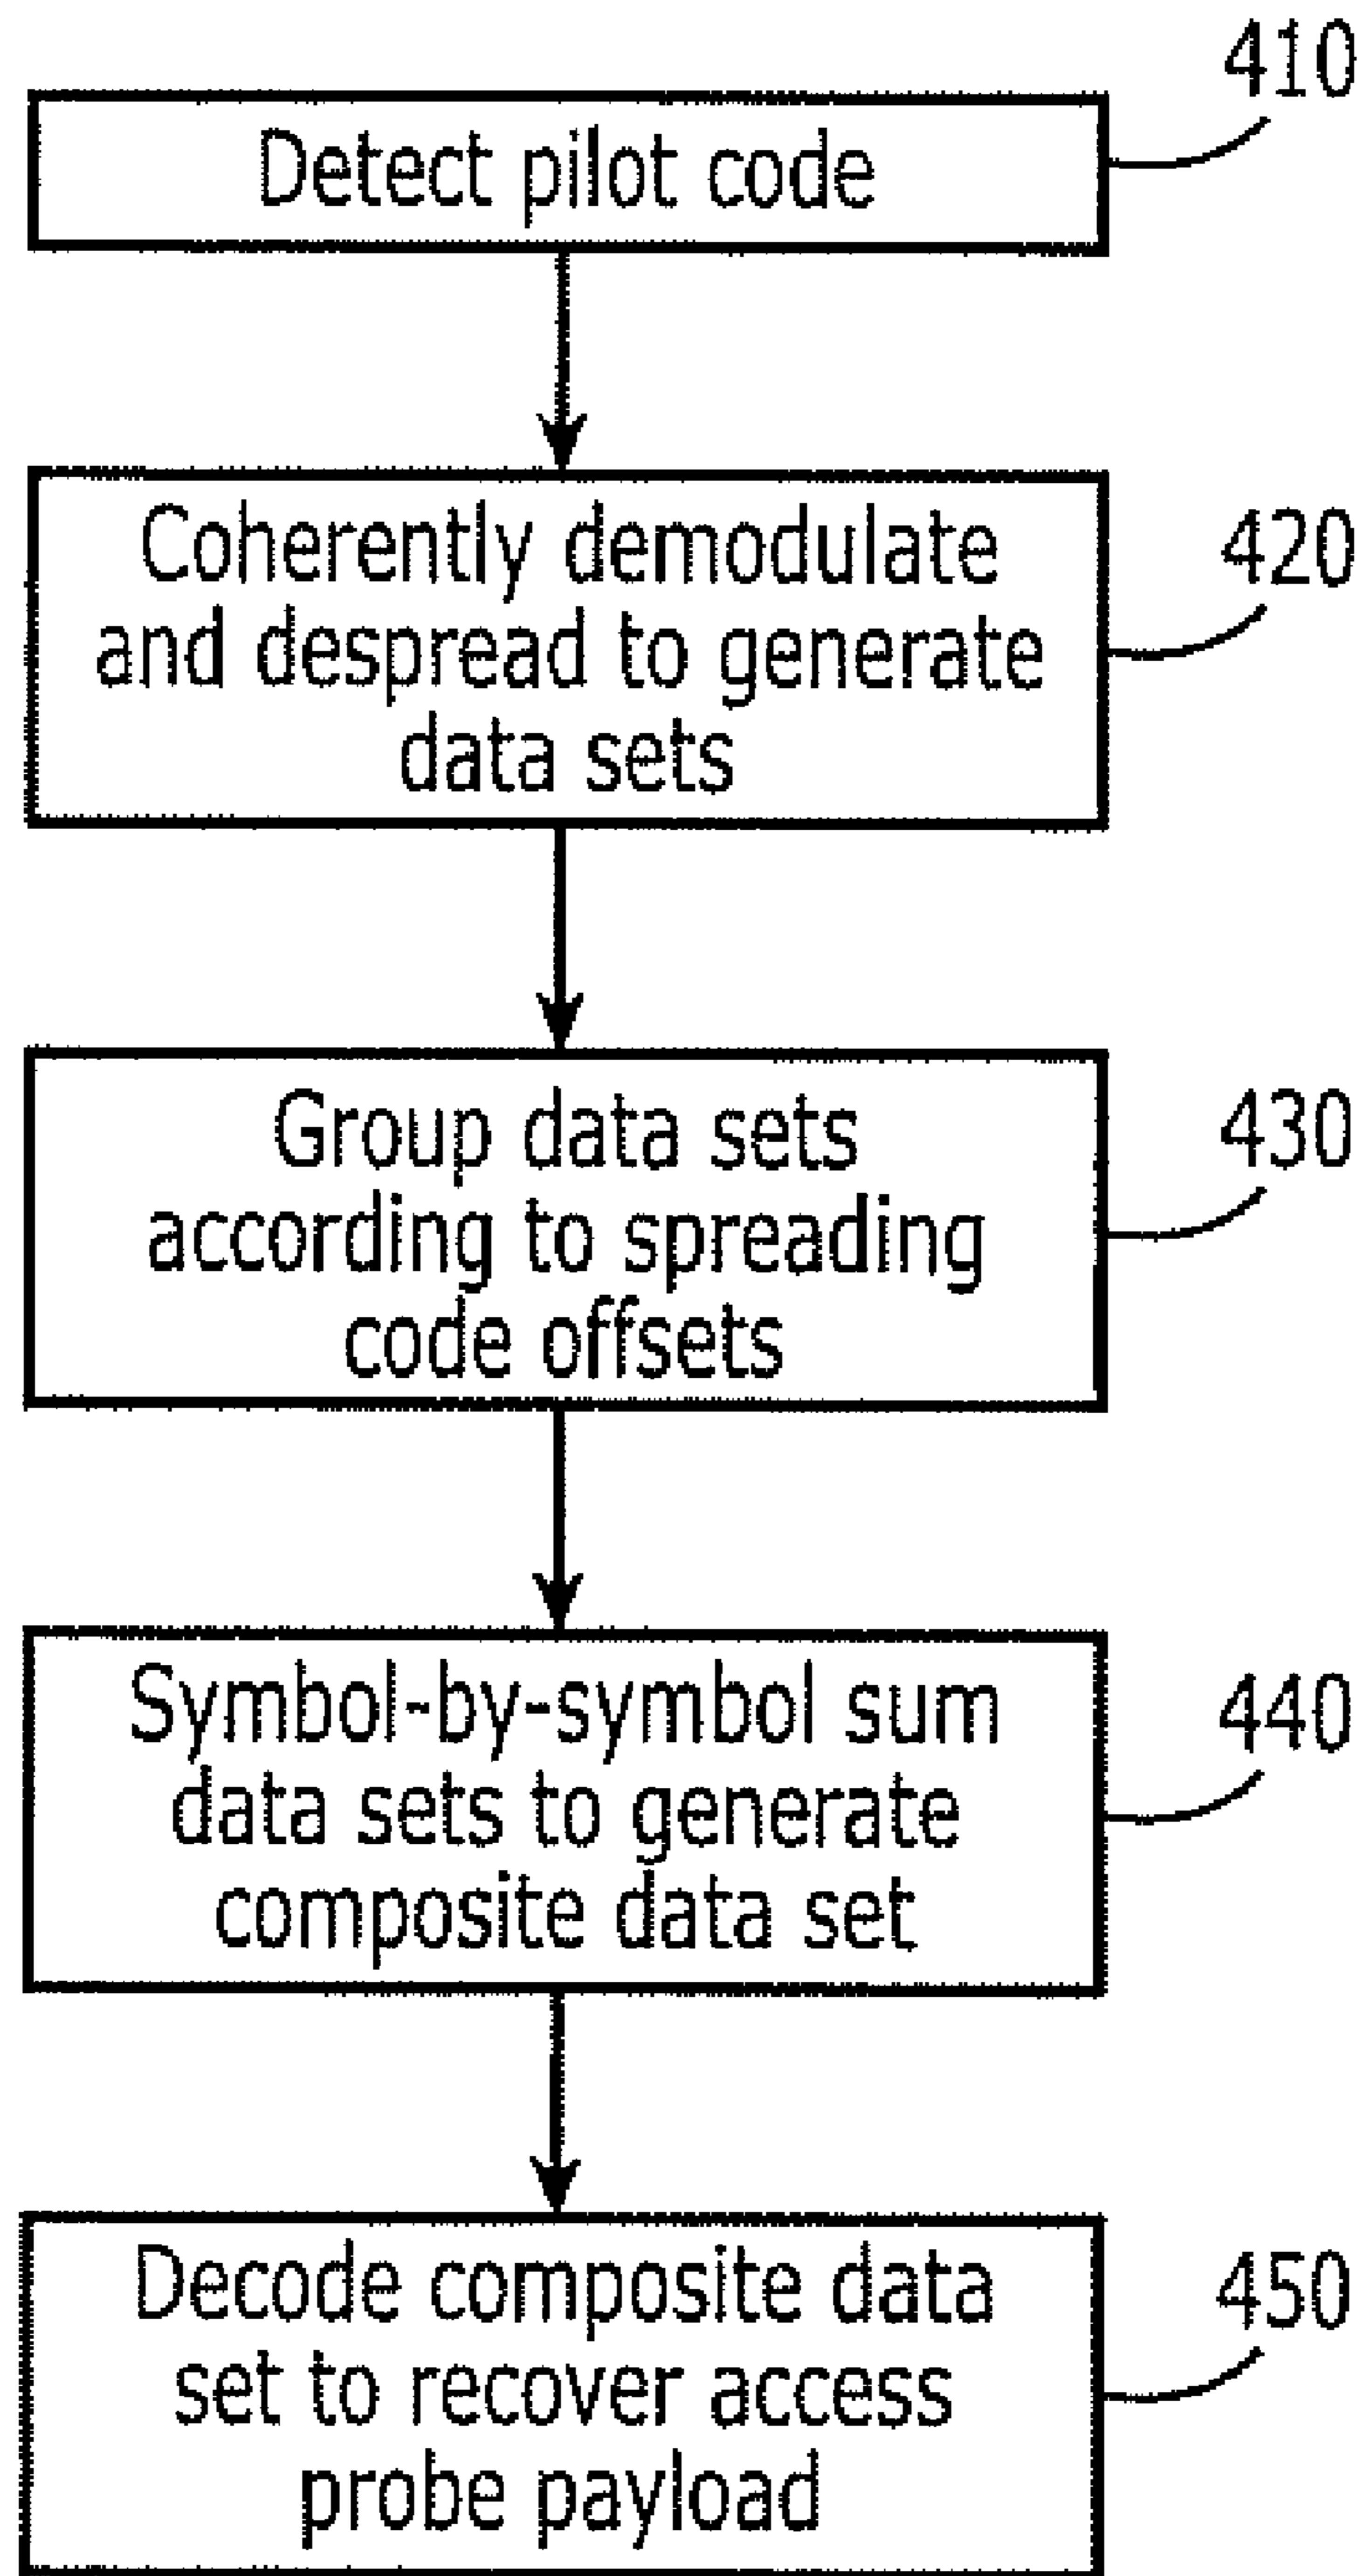 410
Detect pilot code
Coherently demodulate
and despread to generate
data sets
420
Group data sets
according to spreading
code offsets
430
Symbol-by-symbol sum
data sets to generate
composite data set
440
Decode composite data
set to recover access
probe payload
450